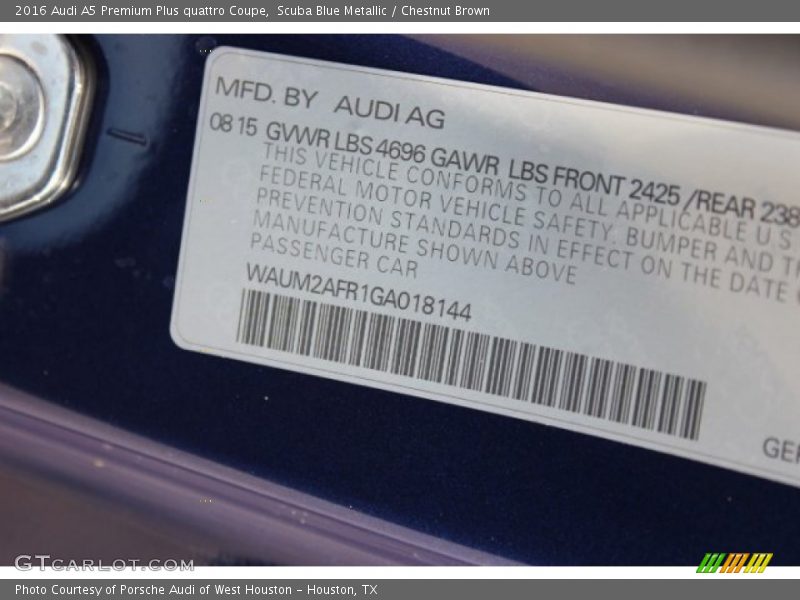 2016 Audi A5 Premium Plus quattro Coupe, Scuba Blue Metallic / Chestnut Brown
MFD. BY AUDI AG
08 15 GVWR LBS 4696 GAWR LBS FRONT 2425 /REAR 238
THIS VEHICLE CONFORMS TO ALL APPLICABLE U.S
FEDERAL MOTOR VEHICLE SAFETY, BUMPER AND
PREVENTION STANDARDS IN EFFECT ON THE DATE
MANUFACTURE SHOWN ABOVE
PASSENGER CAR
WAUM2AFR1GA018144
GTCARLOT.COM
Photo Courtesy of Porsche Audi of West Houston - Houston, TX